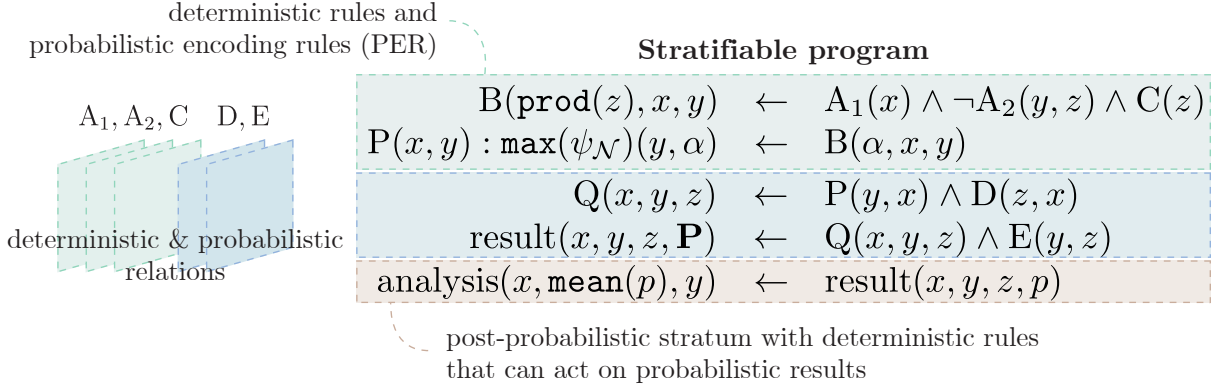 deterministic rules and
probabilistic encoding rules (PER)
Stratifiable program
A₁, A₂, C D, E
B(prod(z), x, y) ← A₁(x) ∧ ¬A₂(y, z) ∧ C(z)
P(x, y) : max(ψ_𝒩)(y, α) ← B(α, x, y)
Q(x, y, z) ← P(y, x) ∧ D(z, x)
result(x, y, z, P) ← Q(x, y, z) ∧ E(y, z)
analysis(x, mean(p), y) ← result(x, y, z, p)
deterministic & probabilistic
relations
post-probabilistic stratum with deterministic rules
that can act on probabilistic results